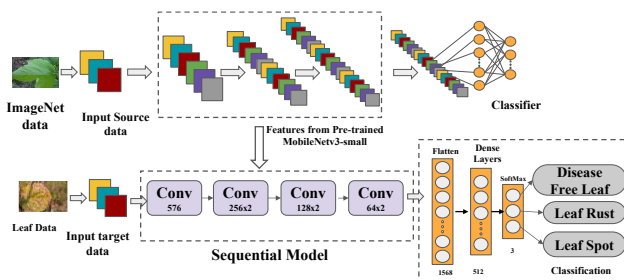 ImageNet
data
Input Source
data
Classifier
Features from Pre-trained
MobileNetv3-small
Leaf Data
Input target
data
Conv
576
Conv
256x2
Conv
128x2
Conv
64x2
Sequential Model
Flatten
1568
Dense
Layers
512
SoftMax
3
Disease
Free Leaf
Leaf Rust
Leaf Spot
Classification